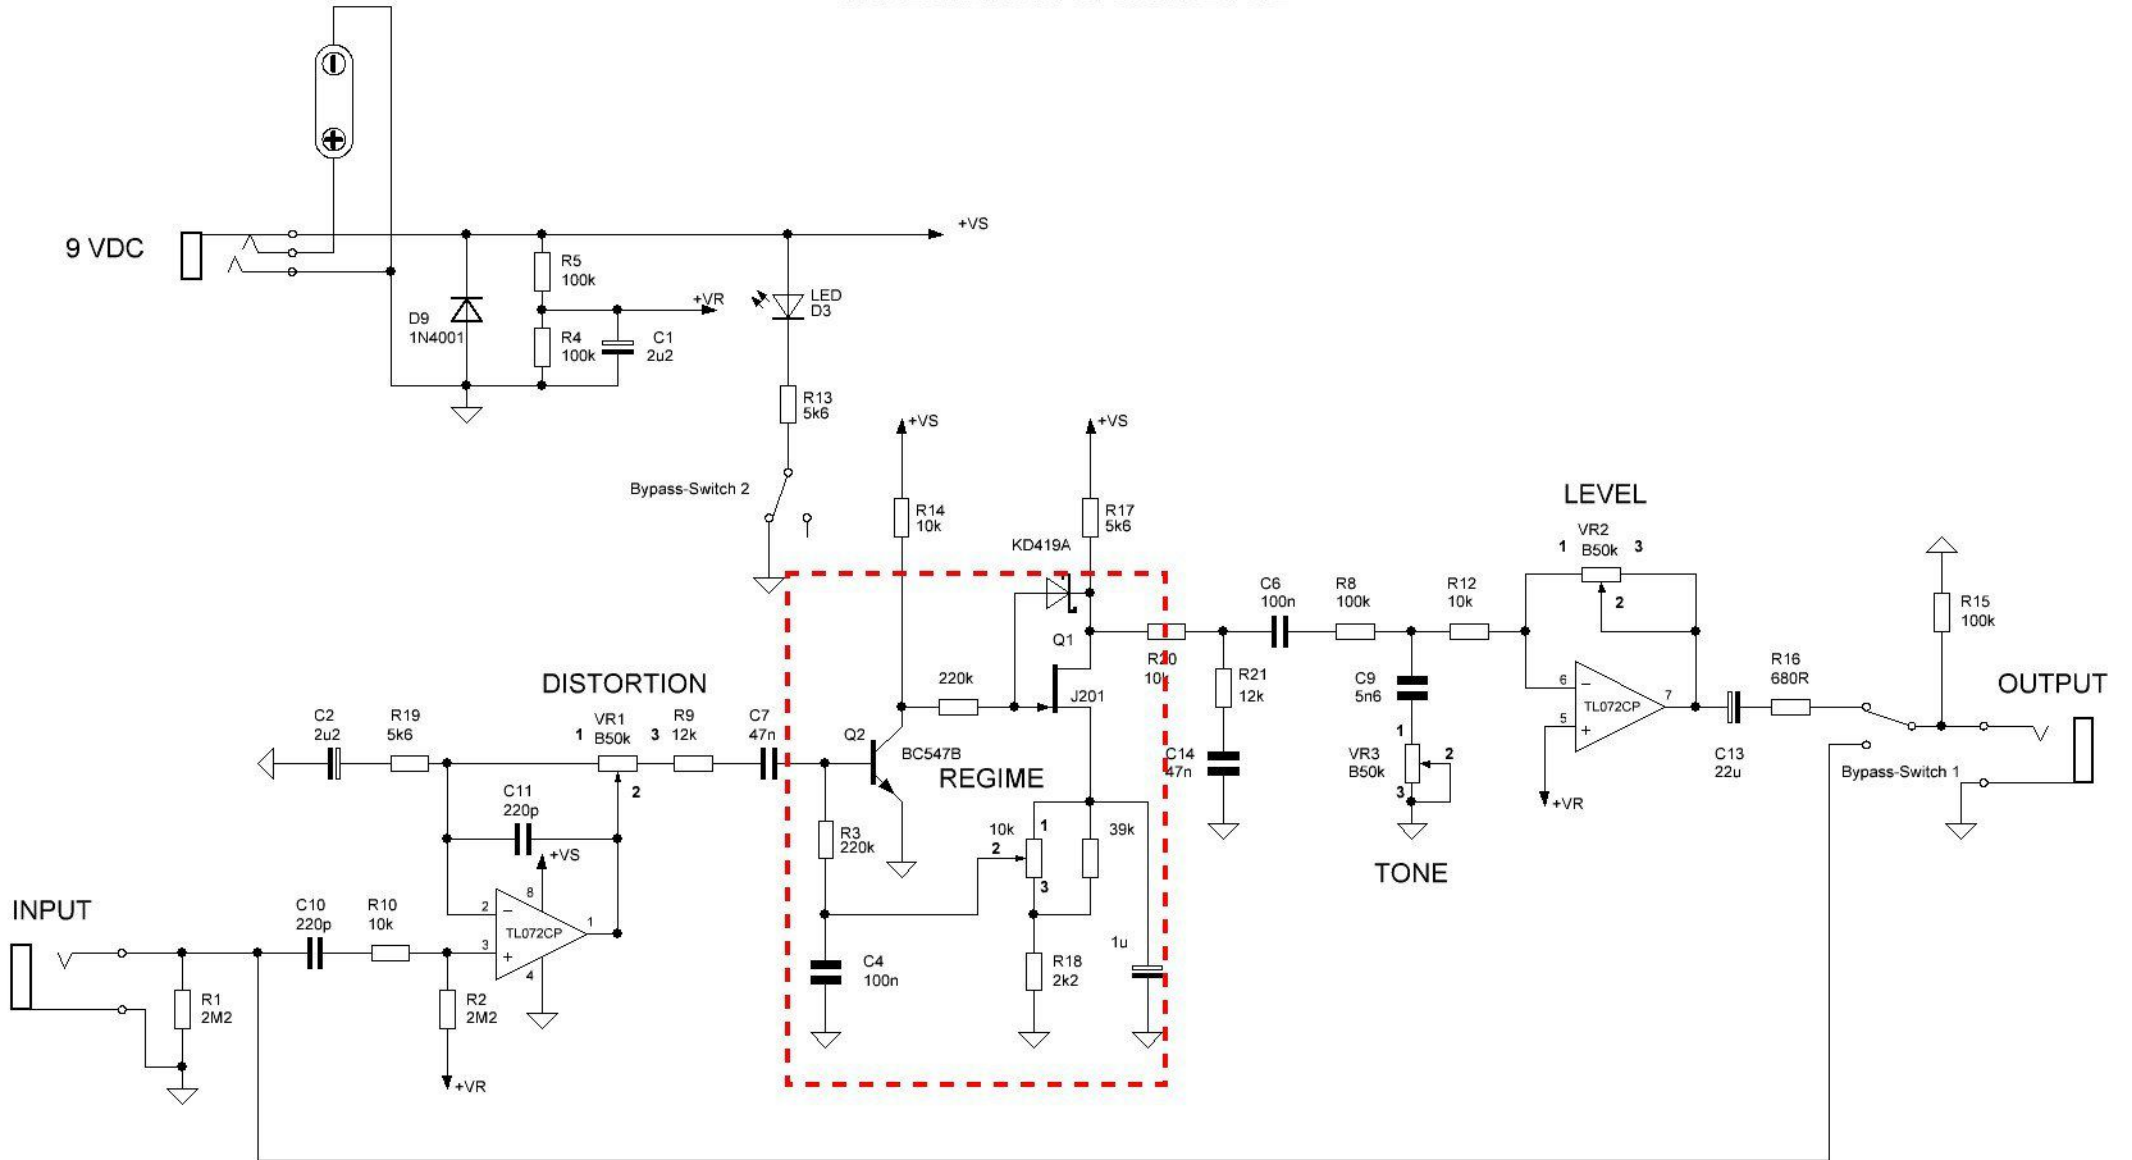 +VS
9 VDC
R5
100k
+VR
LED
D3
D9
1N4001
R4
100k
C1
2u2
R13
5k6
+VS
+VS
Bypass-Switch 2
R14
10k
R17
5k6
KD419A
LEVEL
VR2
1 B50k 3
2
C6
100n
R8
100k
R12
10k
R15
100k
Q1
R20
10k
R21
12k
220k
J201
C9
5n6
6
−
TL072CP
7
5
+
R16
680R
OUTPUT
DISTORTION
C2
2u2
R19
5k6
VR1
1 B50k 3
2
R9
12k
C7
47n
Q2
BC547B
REGIME
C14
47n
1
VR3
B50k
2
3
C13
22u
Bypass-Switch 1
+VR
C11
220p
+VS
R3
220k
10k
1
2
3
39k
TONE
INPUT
C10
220p
R10
10k
8
2
−
TL072CP
1
3
+
4
C4
100n
R18
2k2
1u
R1
2M2
R2
2M2
+VR